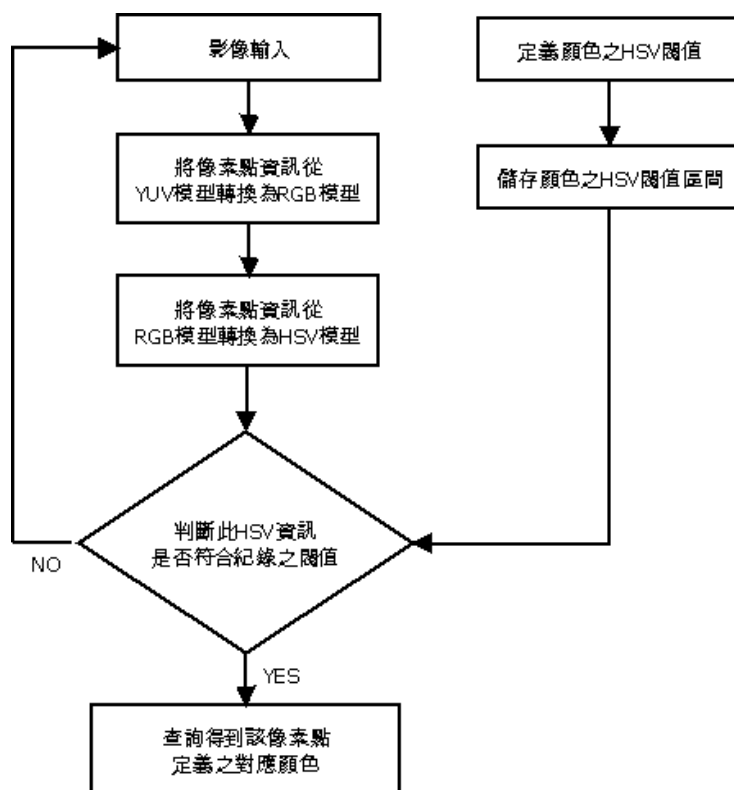 影像輸入
將像素點資訊從
YUV模型轉換為RGB模型
將像素點資訊從
RGB模型轉換為HSV模型
判斷此HSV資訊
是否符合紀錄之閥值
NO
YES
查詢得到該像素點
定義之對應顏色
定義顏色之HSV閥值
儲存顏色之HSV閥值區間